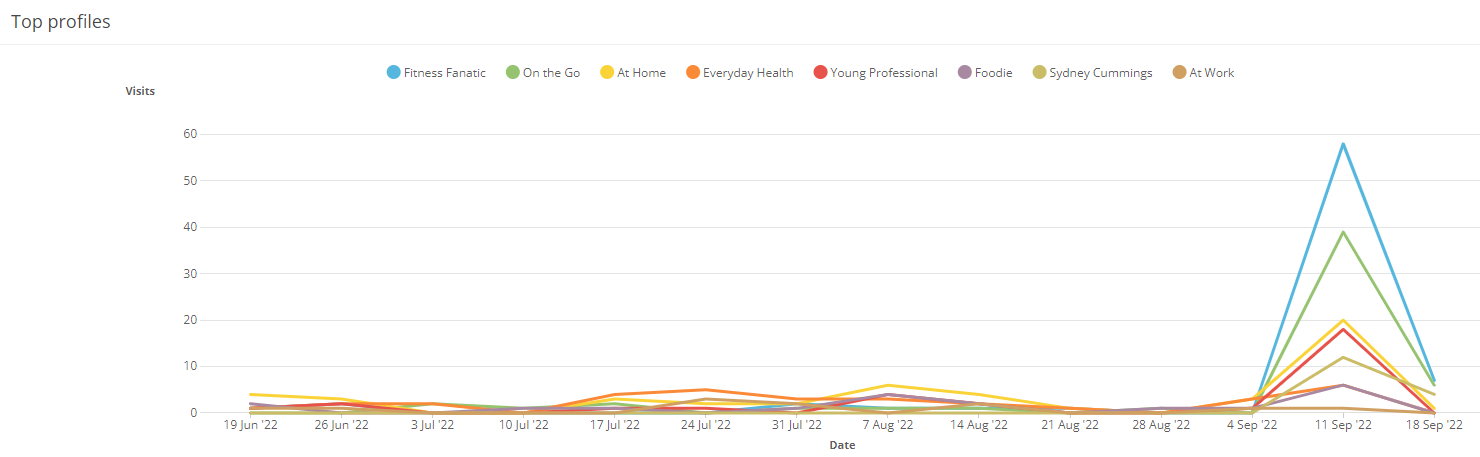 Top profiles
Fitness Fanatic On the Go At Home Everyday Health Young Professional Foodie Sydney Cummings At Work
Visits
60
50
40
30
20
10
0
19 Jun '22 26 Jun '22 3 Jul '22 10 Jul '22 17 Jul '22 24 Jul '22 31 Jul '22 7 Aug '22 14 Aug '22 21 Aug '22 28 Aug '22 4 Sep '22 11 Sep '22 18 Sep '22
Date